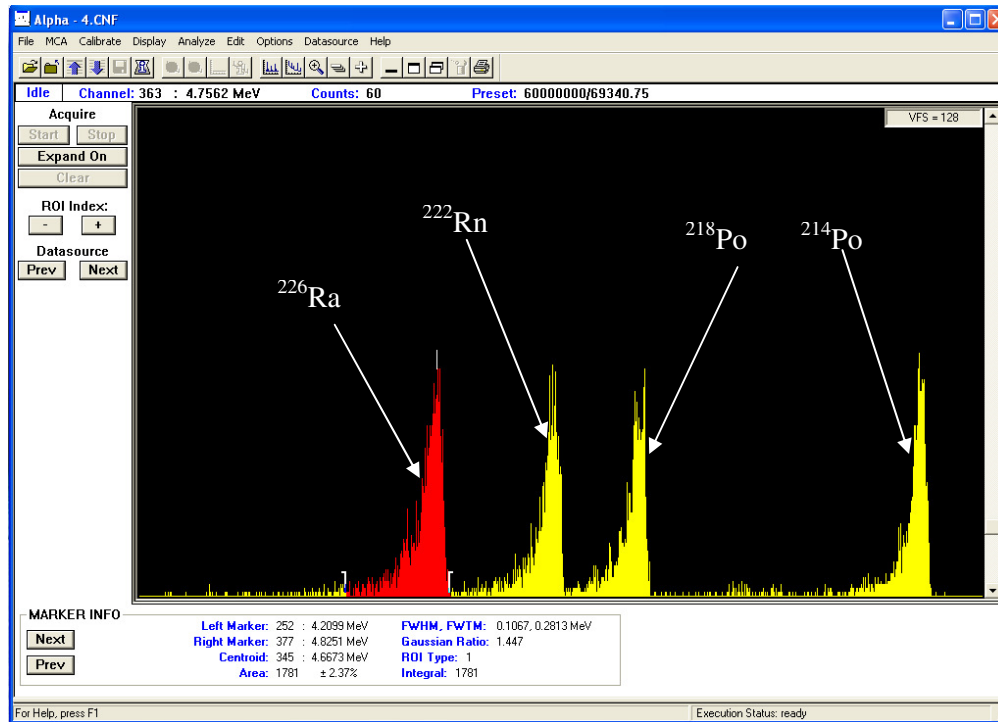 Alpha - 4.CNF
File MCA Calibrate Display Analyze Edit Options Datasource Help
Idle Channel: 363 : 4.7562 MeV Counts: 60 Preset: 60000000/69340.75
Acquire
Start Stop
Expand On
Clear
ROI Index:
- +
Datasource
Prev Next
VFS = 128
²²⁶Ra
²²²Rn
²¹⁸Po
²¹⁴Po
MARKER INFO
Next
Prev
Left Marker: 252 : 4.2099 MeV FWHM, FWTM: 0.1067, 0.2813 MeV
Right Marker: 377 : 4.8251 MeV Gaussian Ratio: 1.447
Centroid: 345 : 4.6673 MeV ROI Type: 1
Area: 1781 ± 2.37% Integral: 1781
For Help, press F1 Execution Status: ready